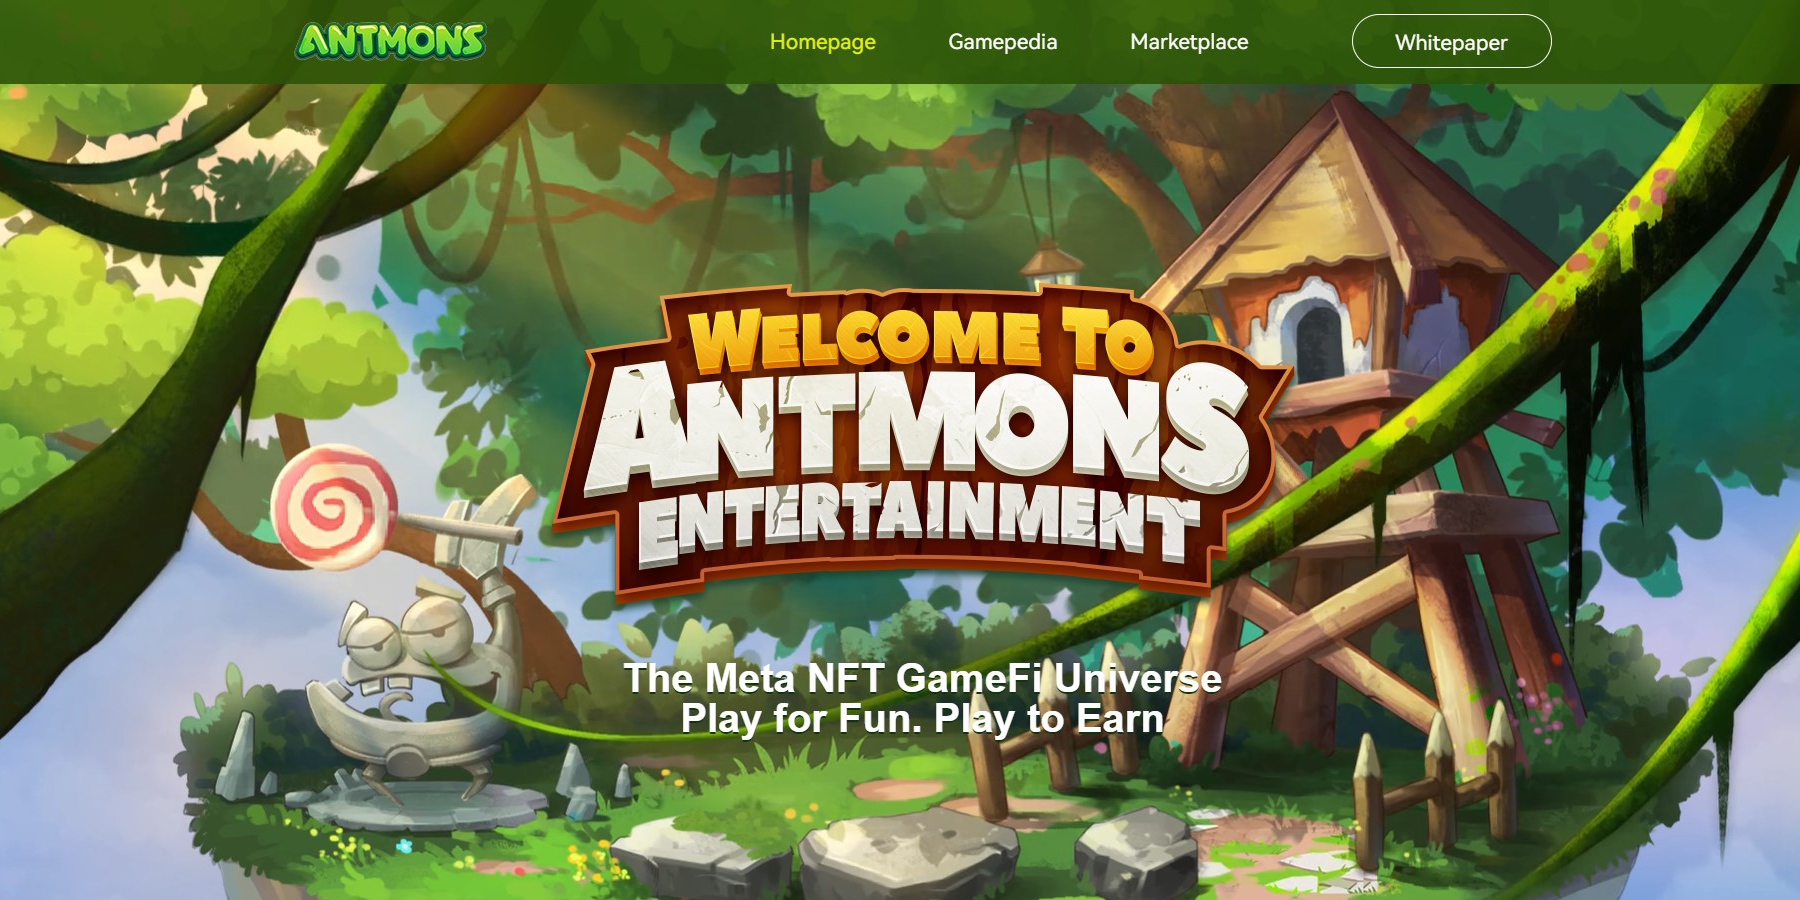 ANTMONS
Homepage
Gamepedia
Marketplace
Whitepaper
WELCOME TO
ANTMONS
ENTERTAINMENT
The Meta NFT GameFi Universe
Play for Fun. Play to Earn